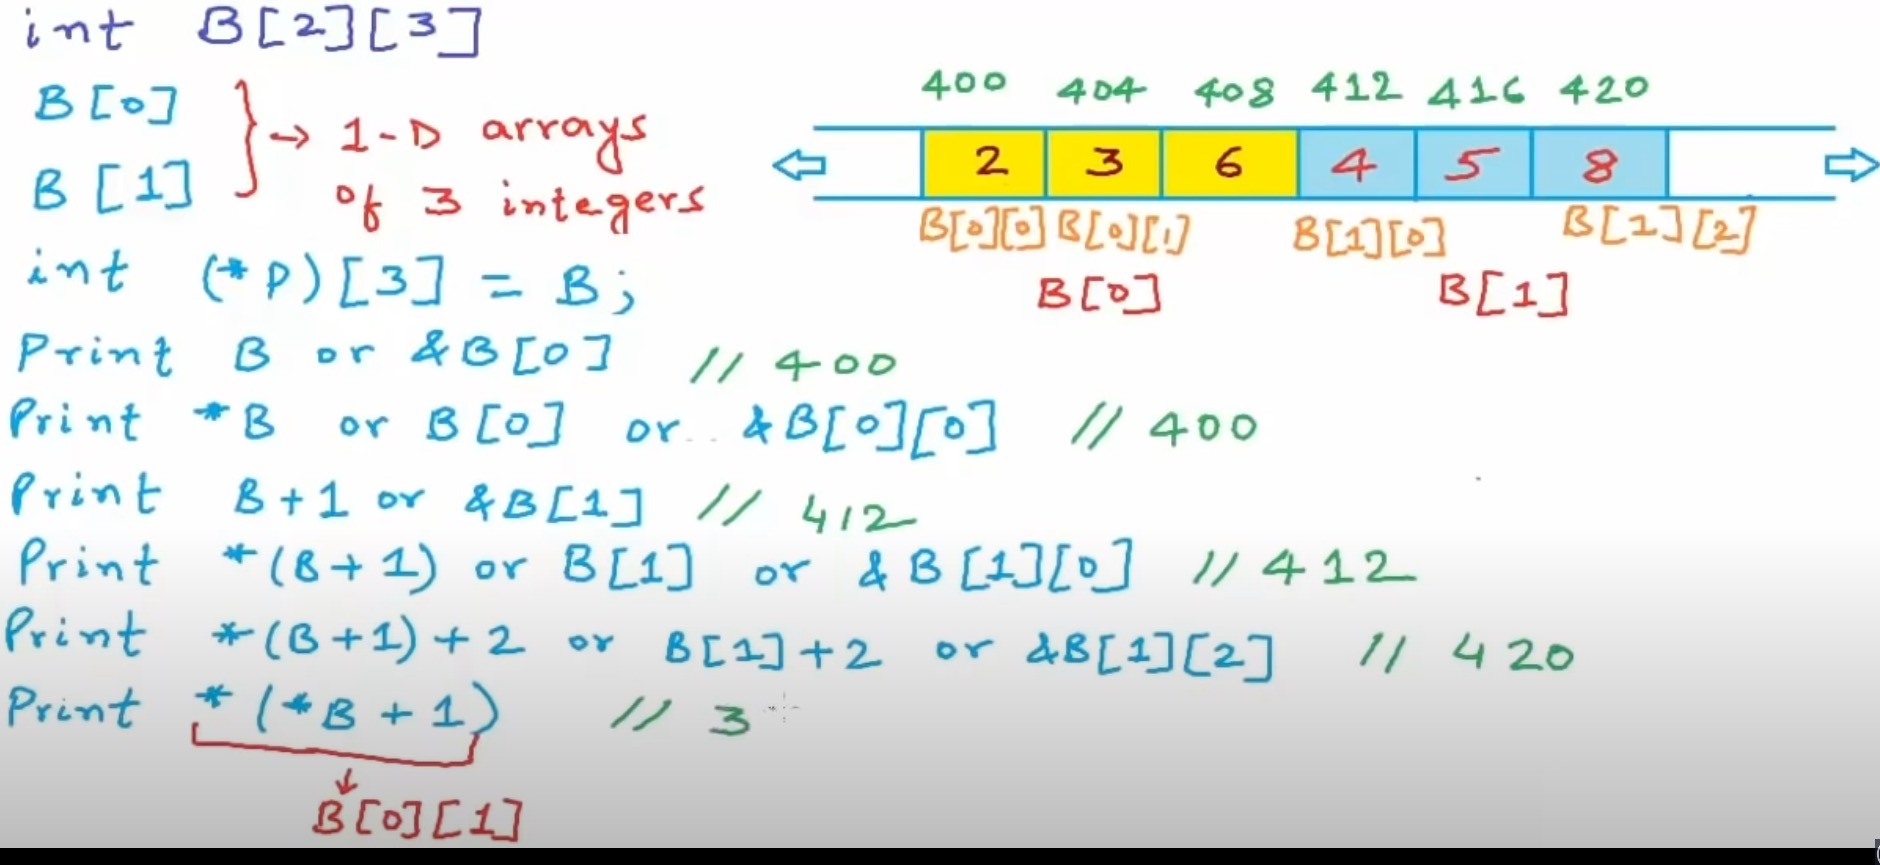 int B[2][3]
B[0]
B[1]
} → 1-D arrays
of 3 integers
int (*P)[3] = B;
Print B or &B[0] // 400
Print *B or B[0] or &B[0][0] // 400
Print B+1 or &B[1] // 412
Print *(B+1) or B[1] or &B[1][0] // 412
Print *(B+1)+2 or B[1]+2 or &B[1][2] // 420
Print *(*B+1) // 3
↓
B[0][1]
400 404 408 412 416 420
2 3 6 4 5 8
B[0][0] B[0][1] B[1][0] B[1][2]
B[0] B[1]